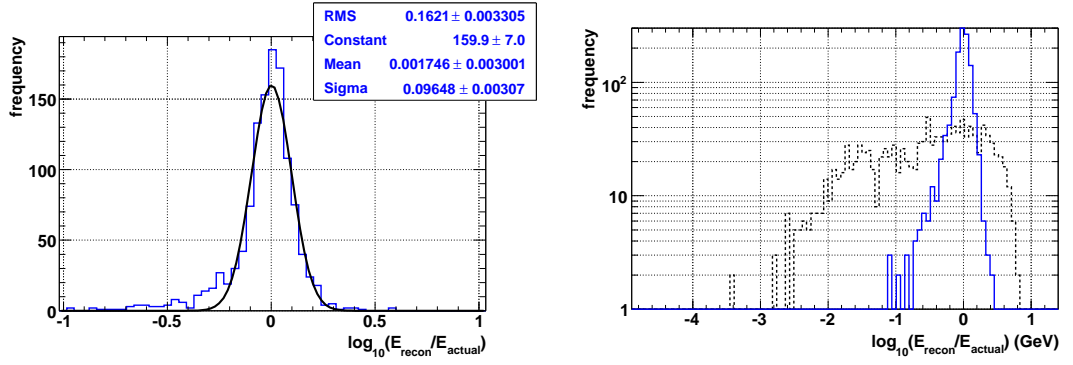 RMS 0.1621 ± 0.003305
Constant 159.9 ± 7.0
Mean 0.001746 ± 0.003001
Sigma 0.09648 ± 0.00307
frequency
150
100
50
0
-1 -0.5 0 0.5 1
log10(Erecon/Eactual)
frequency
10^2
10
1
-4 -3 -2 -1 0 1
log10(Erecon/Eactual) (GeV)